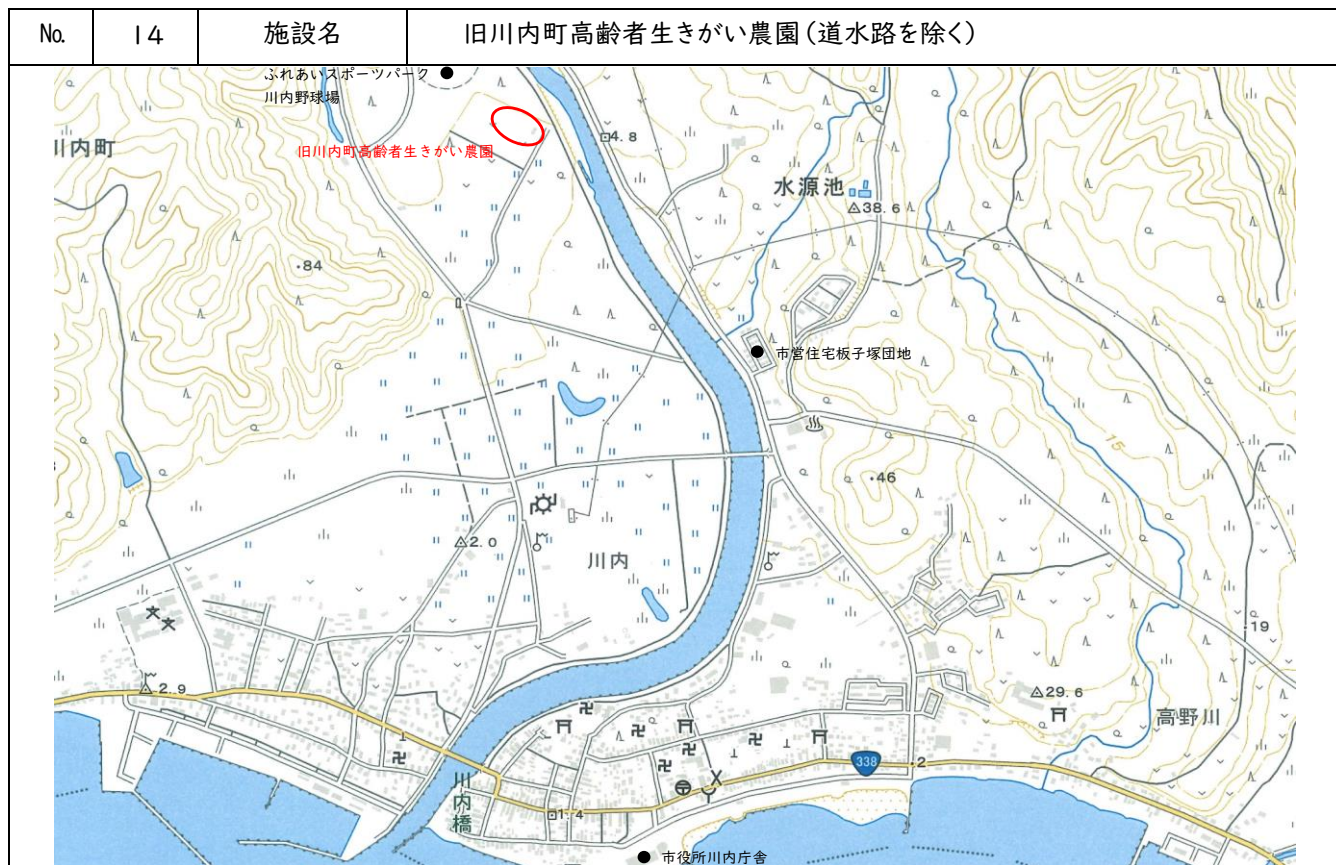 No. 14 施設名 旧川内町高齢者生きがい農園(道水路を除く)
ふれあいスポーツパーク
川内野球場
旧川内町高齢者生きがい農園
川内町
4.8
水源池
38.6
84
市営住宅板子塚団地
15
46
2.0
川内
19
2.9
29.6
高野川
338
2
川内橋
1.4
市役所川内庁舎